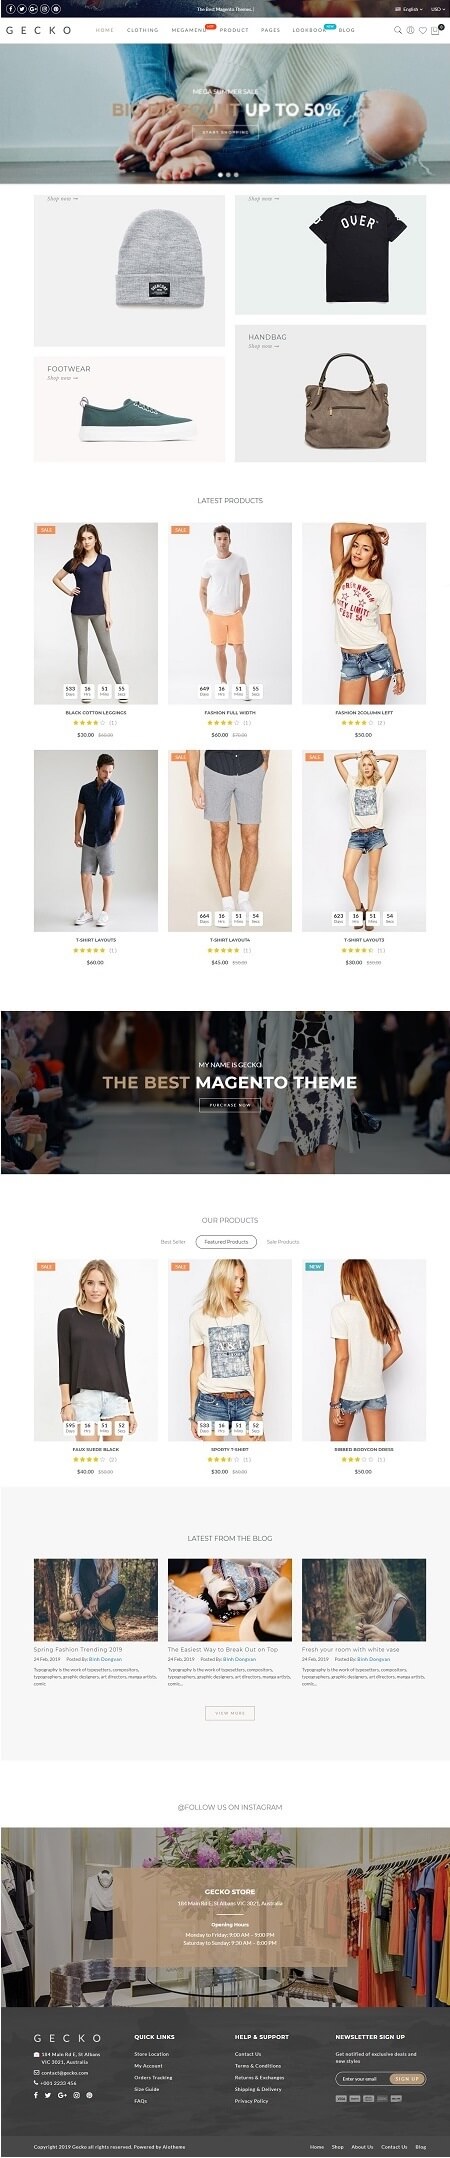 The Best Magento Themes.!
English
USD
GECKO
HOME CLOTHING MEGAMENU PRODUCT PAGES LOOKBOOK BLOG
HOT
NEW
0
MEGA SUMMER SALE
BIG DISCOUNT UP TO 50%
START SHOPPING
Shop now →
Shop now →
OVER
FOOTWEAR
Shop now →
HANDBAG
Shop now →
LATEST PRODUCTS
SALE
SALE
533 16 51 55
Days Hrs Mins Secs
649 16 51 55
Days Hrs Mins Secs
BLACK COTTON LEGGINGS
(1)
$30.00 $60.00
FASHION FULL WIDTH
(1)
$60.00 $70.00
FASHION 2COLUMN LEFT
(2)
$50.00
SALE
SALE
664 16 51 54
Days Hrs Mins Secs
623 16 51 54
Days Hrs Mins Secs
T-SHIRT LAYOUT5
(1)
$60.00
T-SHIRT LAYOUT4
(1)
$45.00 $55.00
T-SHIRT LAYOUT3
(1)
$30.00 $50.00
MY NAME IS GECKO
THE BEST MAGENTO THEME
PURCHASE NOW
OUR PRODUCTS
Best Seller Featured Products Sale Products
SALE
SALE
NEW
595 16 51 52
Days Hrs Mins Secs
533 16 51 52
Days Hrs Mins Secs
FAUX SUEDE BLACK
(2)
$40.00 $50.00
SPORTY T-SHIRT
(1)
$30.00 $60.00
RIBBED BODYCON DRESS
(1)
$50.00
LATEST FROM THE BLOG
Spring Fashion Trending 2019
24 Feb, 2019 Posted By: Binh Dongvan
Typography is the work of typesetters, compositors,
typographers, graphic designers, art directors, manga artists,
comic
The Easiest Way to Break Out on Top
24 Feb, 2019 Posted By: Binh Dongvan
Typography is the work of typesetters, compositors,
typographers, graphic designers, art directors, manga artists,
comic...
Fresh your room with white vase
24 Feb, 2019 Posted By: Binh Dongvan
Typography is the work of typesetters, compositors,
typographers, graphic designers, art directors, manga artists,
comic...
VIEW MORE
@FOLLOW US ON INSTAGRAM
GECKO STORE
184 Main Rd E, St Albans VIC 3021, Australia
Opening Hours
Monday to Friday: 9:00 AM – 9:00 PM
Saturday to Sunday: 9:30 AM – 8:00 PM
GECKO
184 Main Rd E, St Albans
VIC 3021, Australia
contact@gecko.com
+001 2233 456
QUICK LINKS
Store Location
My Account
Orders Tracking
Size Guide
FAQs
HELP & SUPPORT
Contact Us
Terms & Conditions
Returns & Exchanges
Shipping & Delivery
Privacy Policy
NEWSLETTER SIGN UP
Get notified of exclusive deals and
new styles
Enter your email SIGN UP
Copyright 2019 Gecko all rights reserved. Powered by Alotheme
Home Shop About Us Contact Us Blog